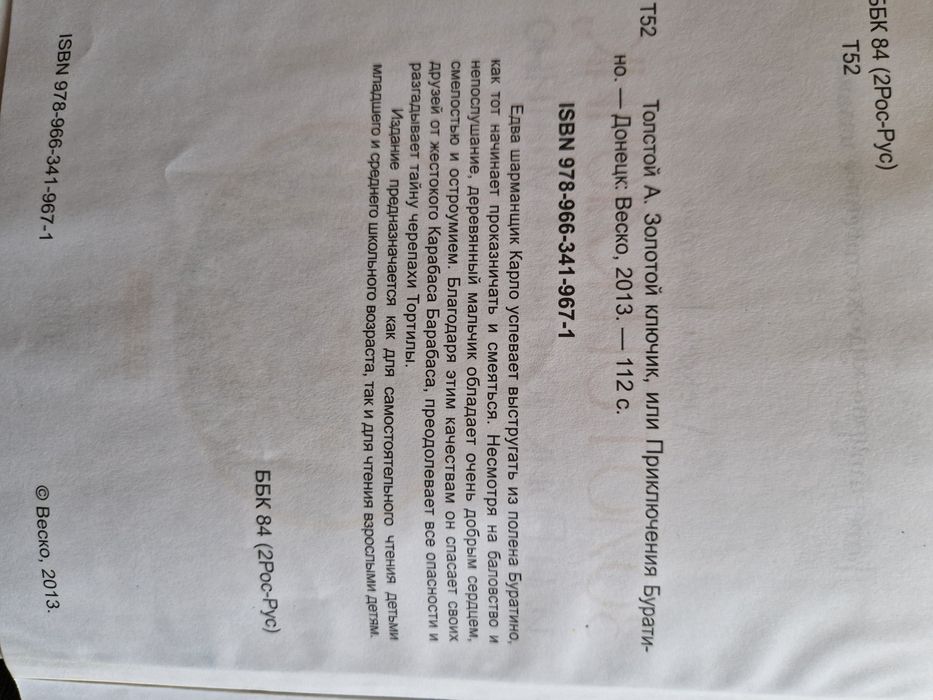 ББК 84 (2Рос-Рус)
Т52
Толстой А. Золотой ключик, или Приключения Бурати-
Т52 но. — Донецк: Веско, 2013. — 112 с.
ISBN 978-966-341-967-1
Едва шарманщик Карло успевает выстругать из полена Буратино,
как тот начинает проказничать и смеяться. Несмотря на баловство и
непослушание, деревянный мальчик обладает очень добрым сердцем,
смелостью и остроумием. Благодаря этим качествам он спасает своих
друзей от жестокого Карабаса Барабаса, преодолевает все опасности и
разгадывает тайну черепахи Тортилы.
Издание предназначается как для самостоятельного чтения детьми
младшего и среднего школьного возраста, так и для чтения взрослыми детям.
ББК 84 (2Рос-Рус)
ISBN 978-966-341-967-1
© Веско, 2013.